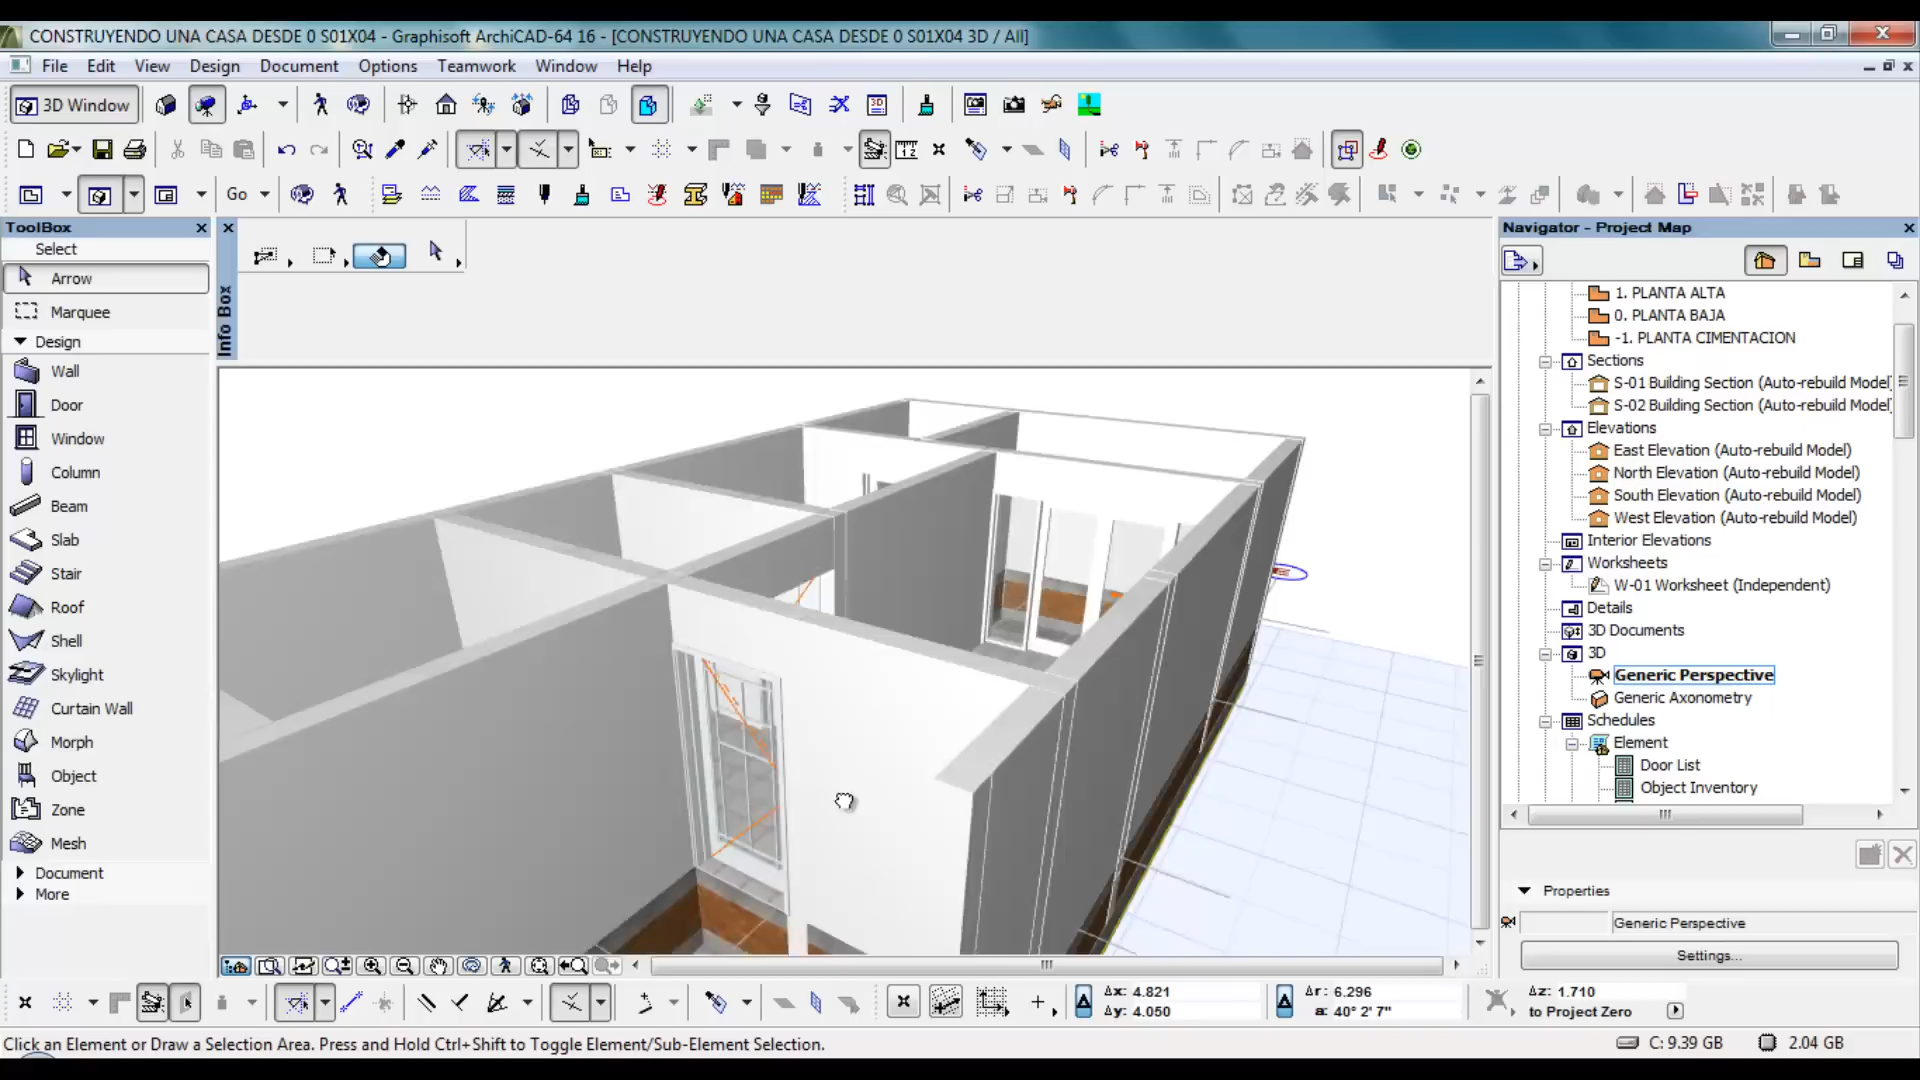 CONSTRUYENDO UNA CASA DESDE 0 S01X04 - Graphisoft ArchiCAD-64 16 - [CONSTRUYENDO UNA CASA DESDE 0 S01X04 3D / All]
File Edit View Design Document Options Teamwork Window Help
3D Window
Go
ToolBox
Select
Arrow
Marquee
Design
Wall
Door
Window
Column
Beam
Slab
Stair
Roof
Shell
Skylight
Curtain Wall
Morph
Object
Zone
Mesh
Document
More
Info Box
Navigator - Project Map
1. PLANTA ALTA
0. PLANTA BAJA
-1. PLANTA CIMENTACION
Sections
S-01 Building Section (Auto-rebuild Model
S-02 Building Section (Auto-rebuild Model
Elevations
East Elevation (Auto-rebuild Model)
North Elevation (Auto-rebuild Model)
South Elevation (Auto-rebuild Model)
West Elevation (Auto-rebuild Model)
Interior Elevations
Worksheets
W-01 Worksheet (Independent)
Details
3D Documents
3D
Generic Perspective
Generic Axonometry
Schedules
Element
Door List
Object Inventory
Properties
Generic Perspective
Settings...
Δx: 4.821
Δy: 4.050
Δr: 6.296
a: 40° 2' 7"
Δz: 1.710
to Project Zero
Click an Element or Draw a Selection Area. Press and Hold Ctrl+Shift to Toggle Element/Sub-Element Selection.
C: 9.39 GB
2.04 GB